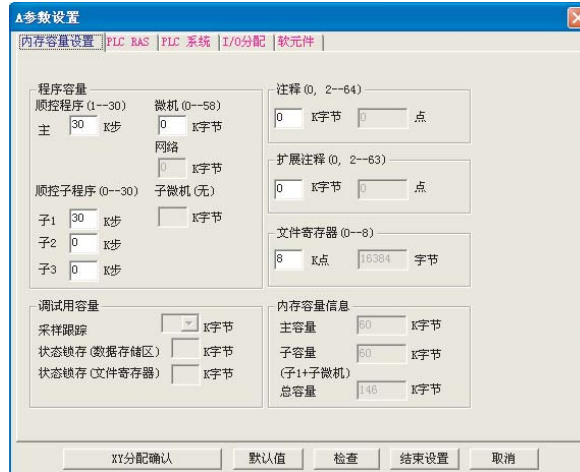 A参数设置
内存容量设置 PLC RAS PLC 系统 I/O分配 软元件
程序容量
顺控程序(1--30) 微机(0--58)
主 30 K步 0 K字节
网络
0 K字节
顺控子程序(0--30) 子微机(无)
子1 30 K步 K字节
子2 0 K步
子3 0 K步
注释(0, 2--64)
0 K字节 0 点
扩展注释(0, 2--63)
0 K字节 0 点
文件寄存器(0--8)
8 K点 16384 字节
调试用容量
采样跟踪 K字节
状态锁存(数据存储区) K字节
状态锁存(文件寄存器) K字节
内存容量信息
主容量 60 K字节
子容量 60 K字节
(子1+子微机)
总容量 146 K字节
XY分配确认 默认值 检查 结束设置 取消